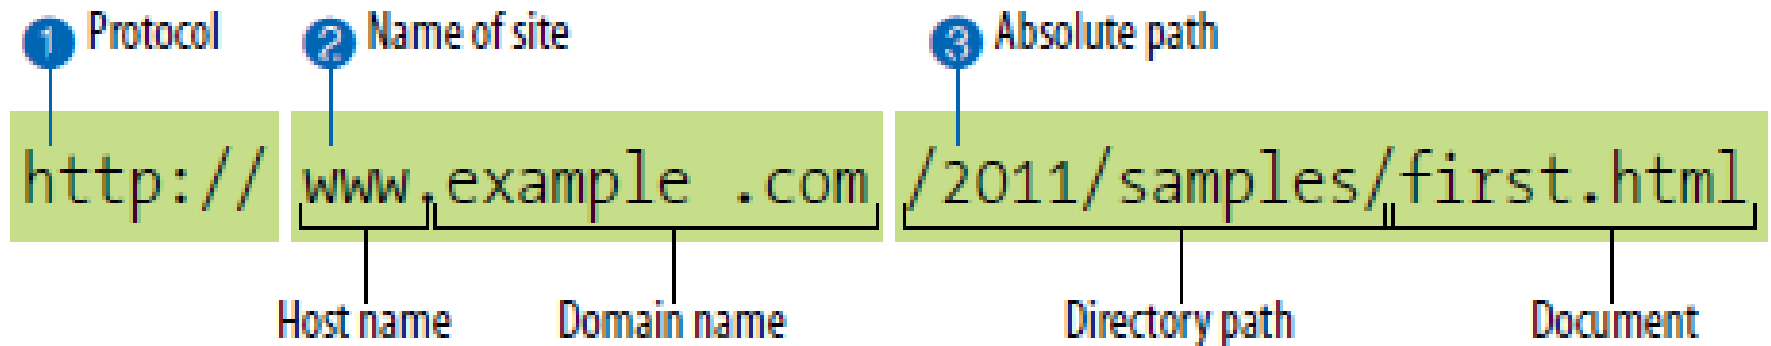 1 Protocol 2 Name of site 3 Absolute path
http:// www.example .com /2011/samples/first.html
Host name Domain name Directory path Document